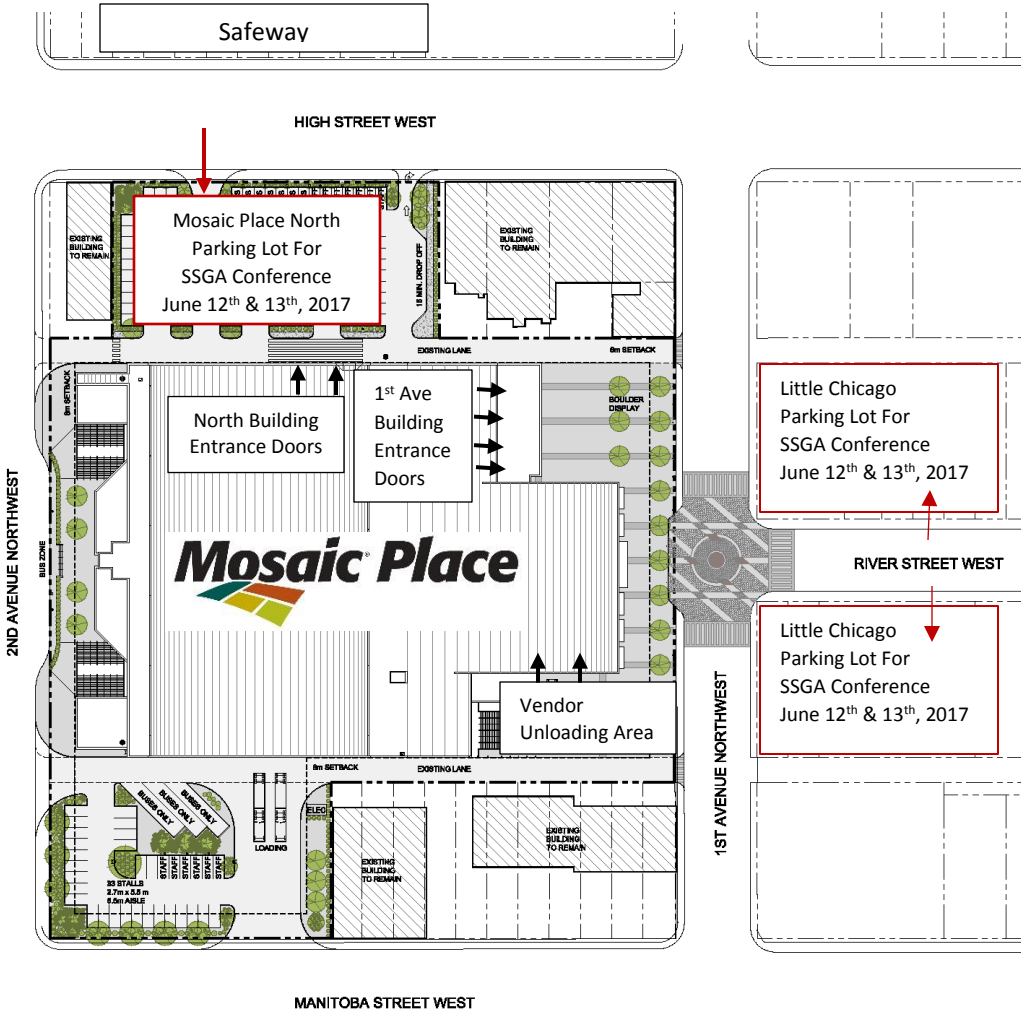 Safeway
HIGH STREET WEST
Mosaic Place North
Parking Lot For
SSGA Conference
June 12th & 13th, 2017
EXISTING
BUILDING
TO REMAIN
EXISTING
BUILDING
TO REMAIN
15 MIN. DROP OFF
EXISTING LANE
6m SETBACK
6m SETBACK
North Building
Entrance Doors
1st Ave
Building
Entrance
Doors
BOULDER
DISPLAY
Little Chicago
Parking Lot For
SSGA Conference
June 12th & 13th, 2017
2ND AVENUE NORTHWEST
BUS ZONE
Mosaic Place
RIVER STREET WEST
Little Chicago
Parking Lot For
SSGA Conference
June 12th & 13th, 2017
Vendor
Unloading Area
1ST AVENUE NORTHWEST
6m SETBACK
EXISTING LANE
BUSES ONLY
BUSES ONLY
BUSES ONLY
ELEC
LOADING
STAFF
STAFF
STAFF
STAFF
STAFF
STAFF
EXISTING
BUILDING
TO REMAIN
EXISTING
BUILDING
TO REMAIN
33 STALLS
2.7m x 5.5 m
6.5m AISLE
MANITOBA STREET WEST